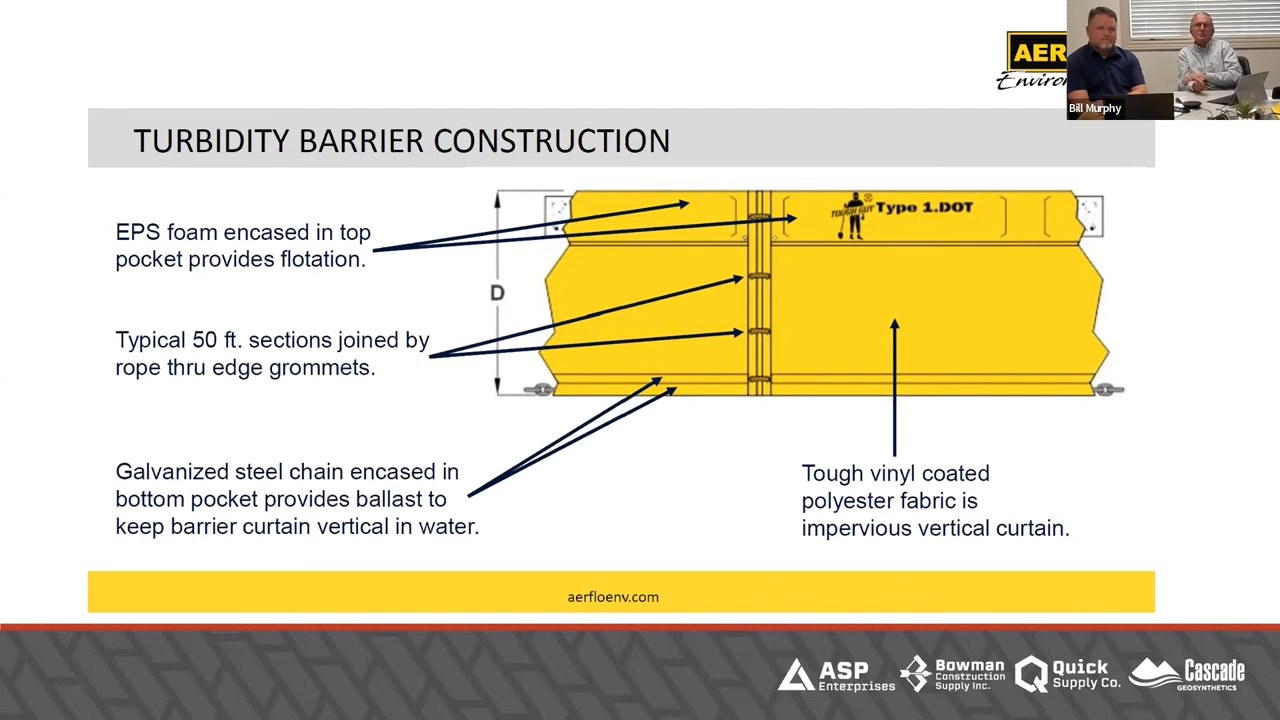 AER
Environ
Bill Murphy
TURBIDITY BARRIER CONSTRUCTION
EPS foam encased in top
pocket provides flotation.
TOUGH GUY
Type 1.DOT
D
Typical 50 ft. sections joined by
rope thru edge grommets.
Galvanized steel chain encased in
bottom pocket provides ballast to
keep barrier curtain vertical in water.
Tough vinyl coated
polyester fabric is
impervious vertical curtain.
aerfloenv.com
ASP
Enterprises
Bowman
Construction
Supply Inc.
Quick
Supply Co.
Cascade
GEOSYNTHETICS